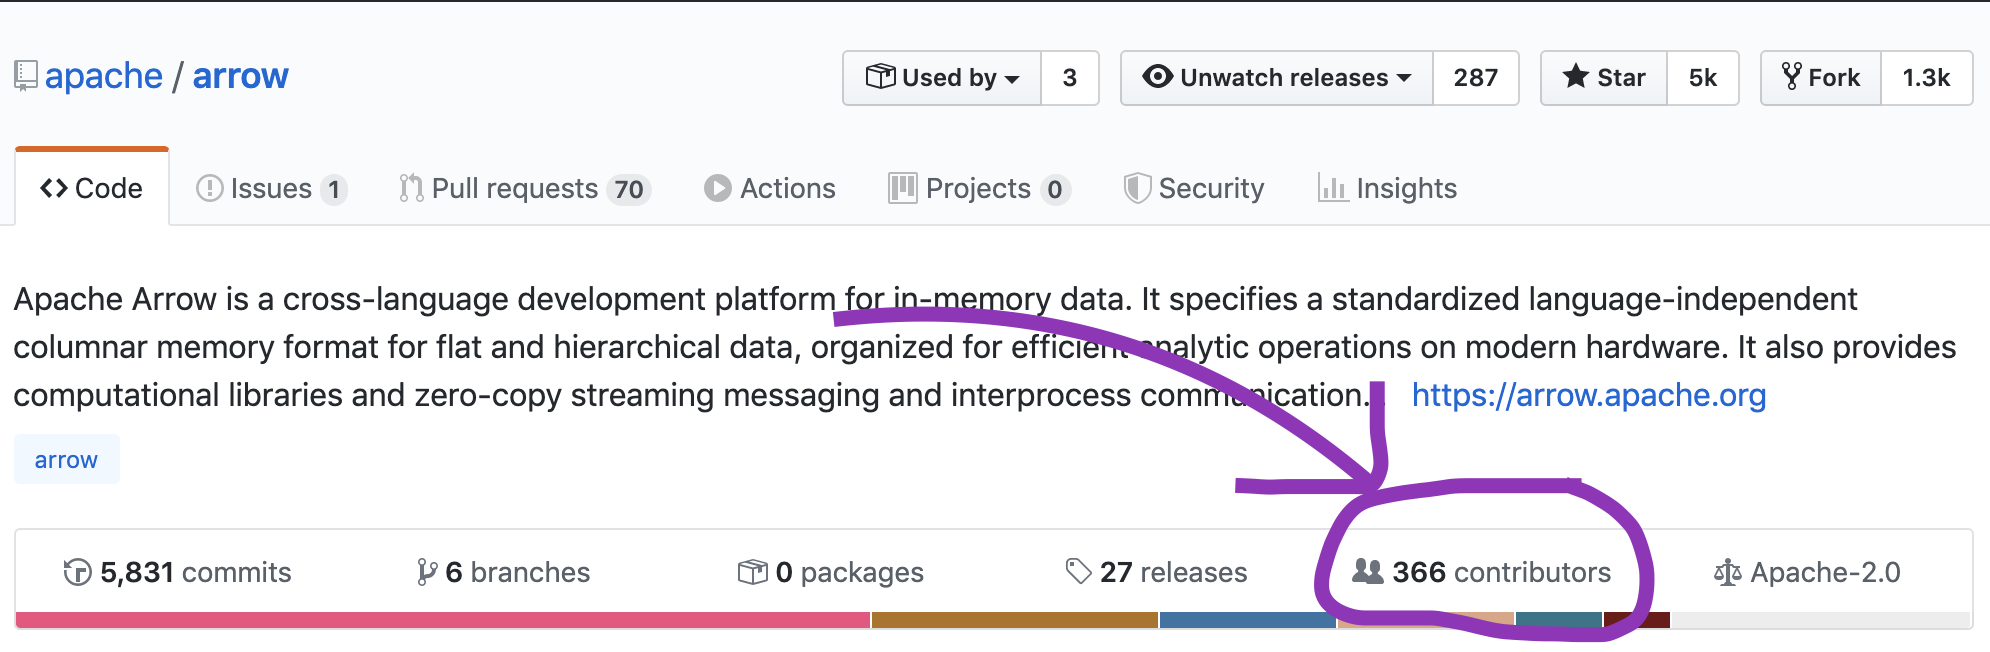 apache / arrow
Used by 3
Unwatch releases 287
Star 5k
Fork 1.3k
Code
Issues 1
Pull requests 70
Actions
Projects 0
Security
Insights
Apache Arrow is a cross-language development platform for in-memory data. It specifies a standardized language-independent
columnar memory format for flat and hierarchical data, organized for efficient analytic operations on modern hardware. It also provides
computational libraries and zero-copy streaming messaging and interprocess communication. https://arrow.apache.org
arrow
5,831 commits
6 branches
0 packages
27 releases
366 contributors
Apache-2.0